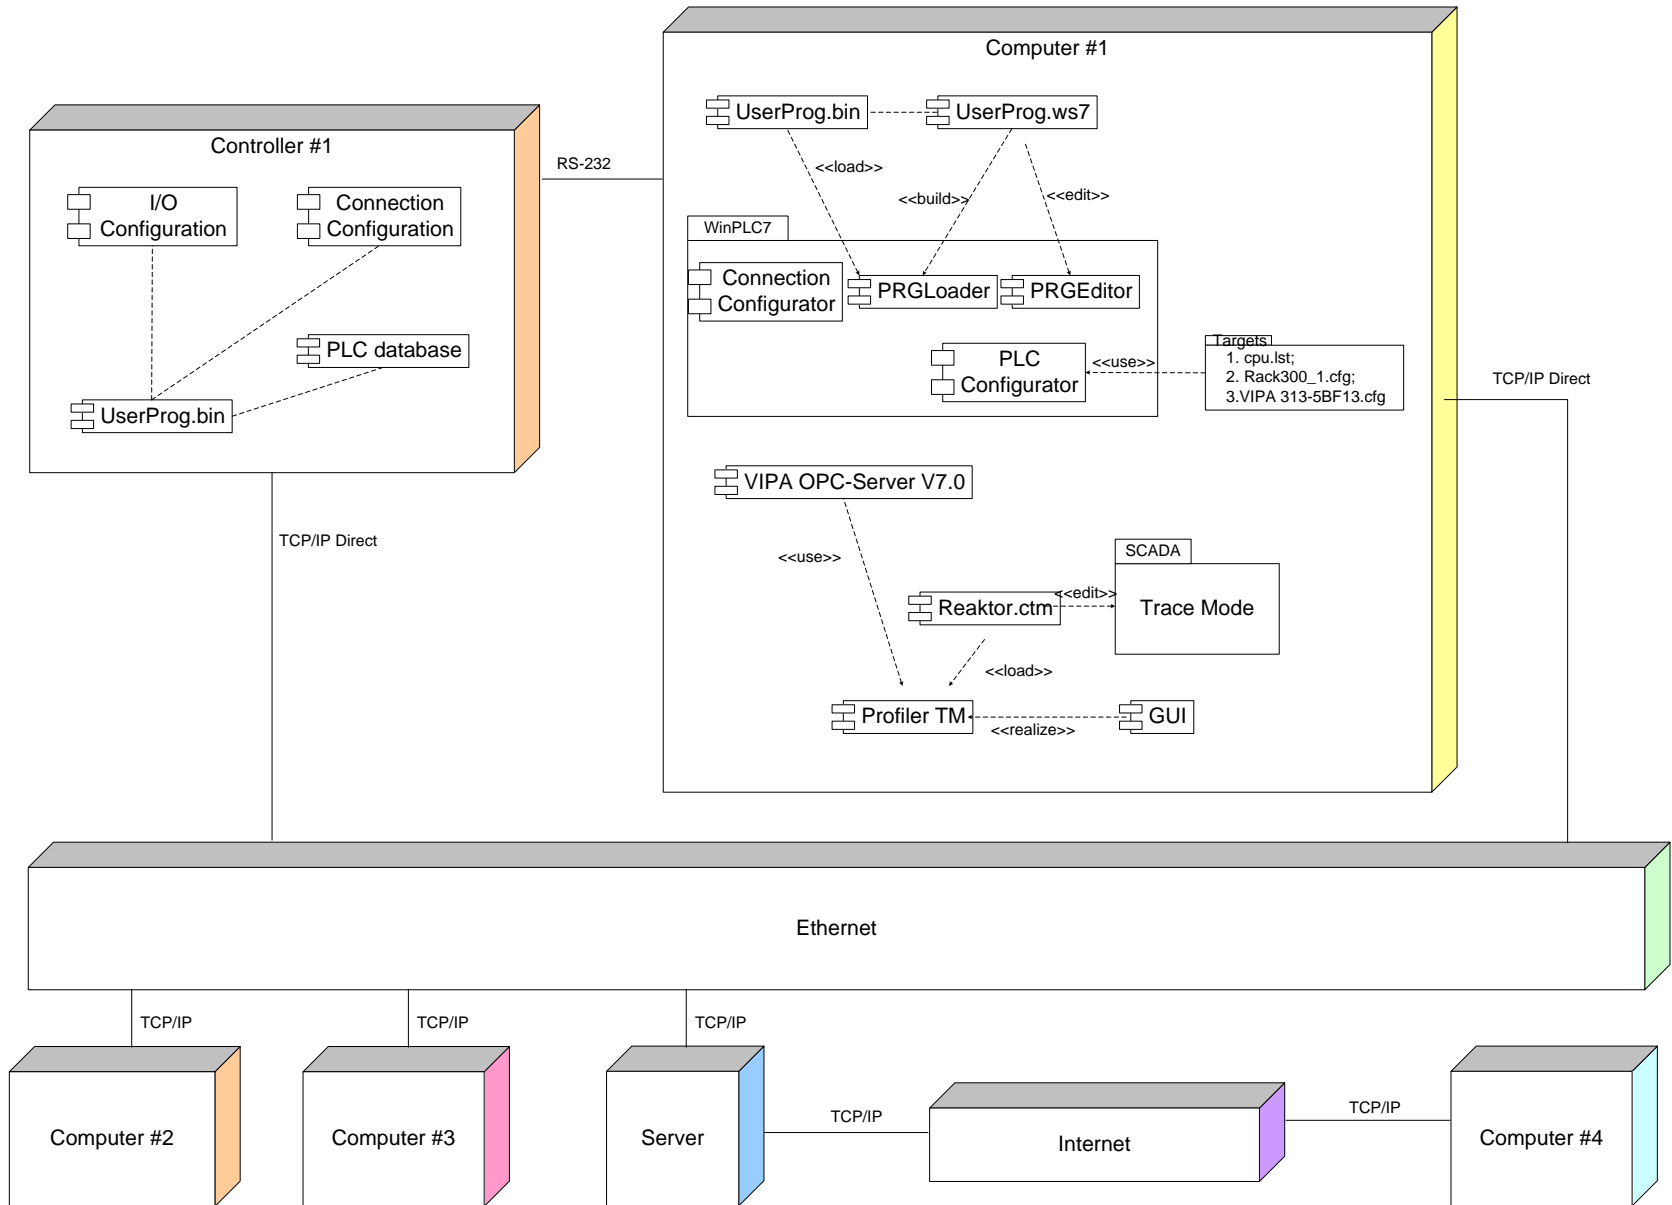 Computer #1
UserProg.bin
UserProg.ws7
Controller #1
RS-232
<<load>>
<<build>>
<<edit>>
I/O
Configuration
Connection
Configuration
WinPLC7
Connection
Configurator
PRGLoader
PRGEditor
PLC database
PLC
Configurator
<<use>>
Targets
1. cpu.lst;
2. Rack300_1.cfg;
3.VIPA 313-5BF13.cfg
TCP/IP Direct
UserProg.bin
VIPA OPC-Server V7.0
TCP/IP Direct
<<use>>
SCADA
Reaktor.ctm
<<edit>>
Trace Mode
<<load>>
Profiler TM
<<realize>>
GUI
Ethernet
TCP/IP
TCP/IP
TCP/IP
Computer #2
Computer #3
Server
TCP/IP
Internet
TCP/IP
Computer #4